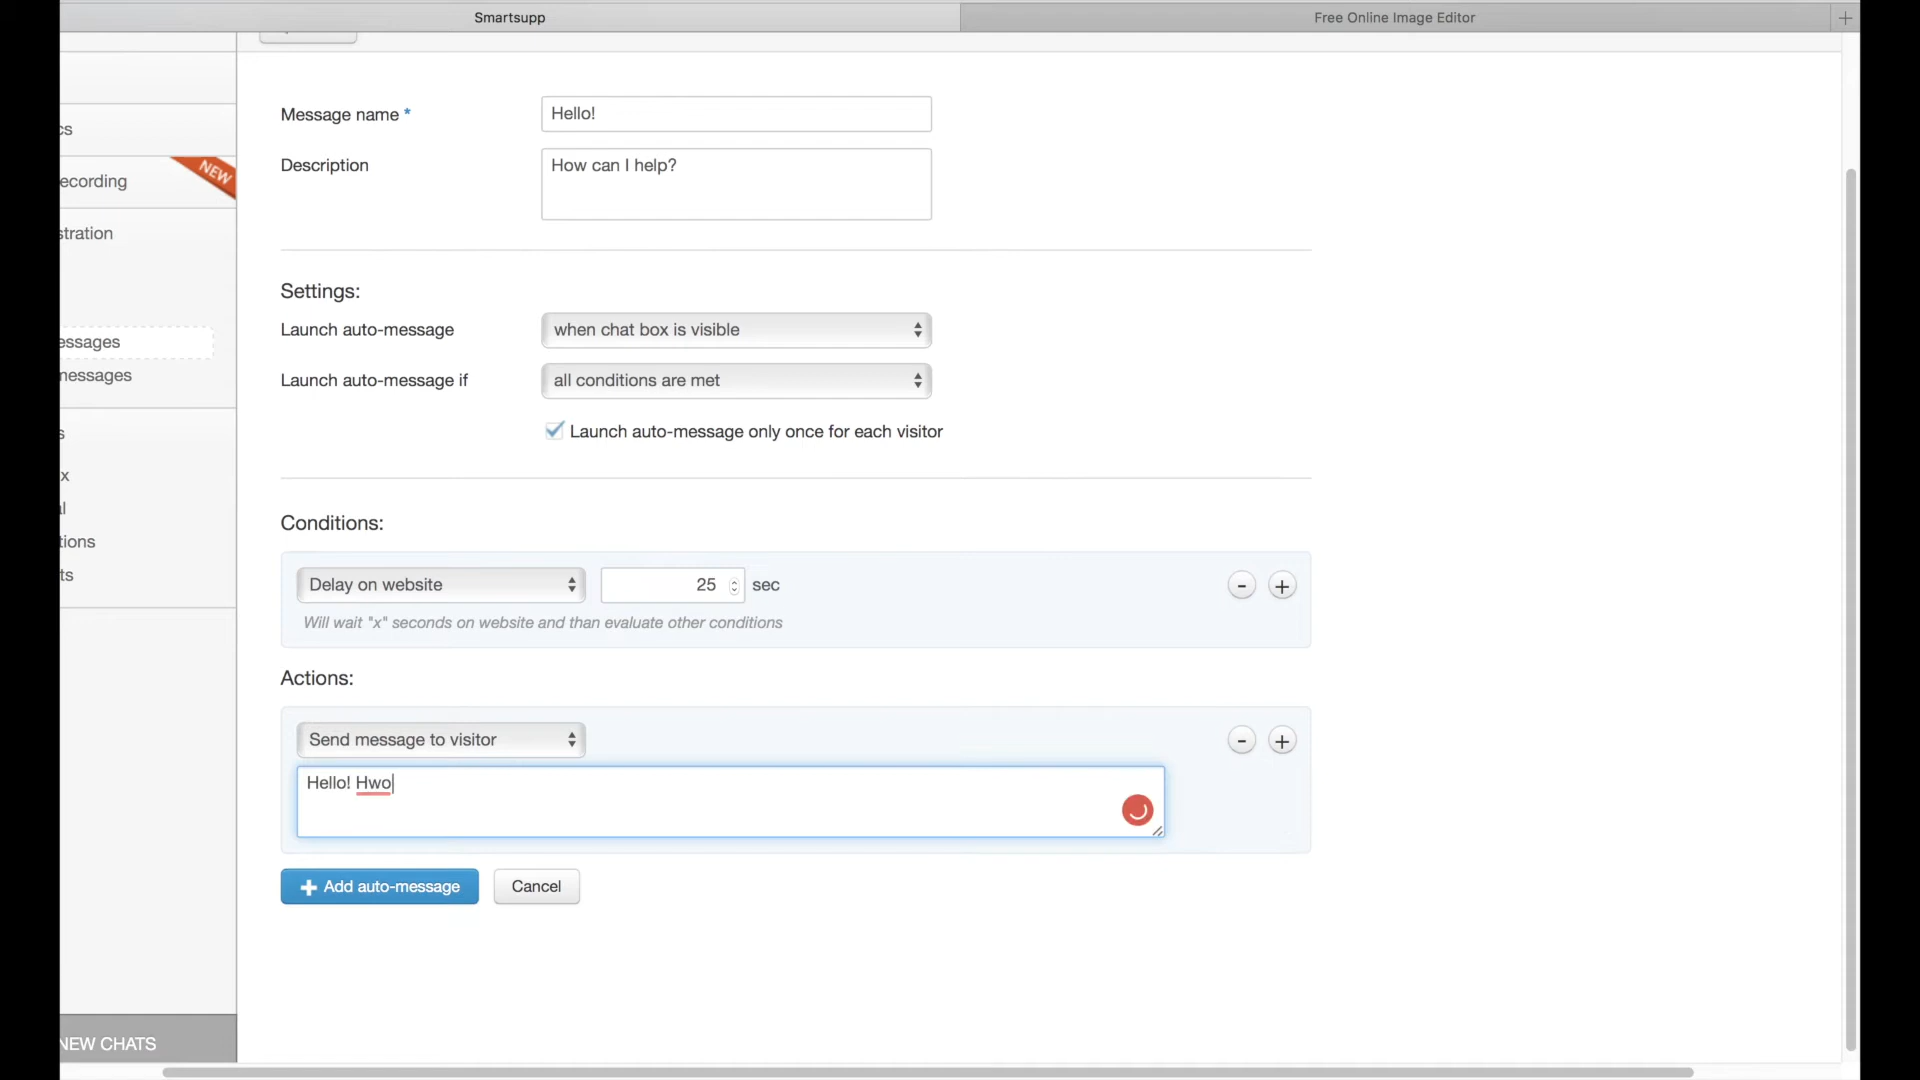 Smartsupp
Free Online Image Editor
cs
NEW
ecording
stration
essages
messages
s
x
l
tions
ts
NEW CHATS
Message name *
Hello!
Description
How can I help?
Settings:
Launch auto-message
when chat box is visible
Launch auto-message if
all conditions are met
Launch auto-message only once for each visitor
Conditions:
Delay on website
25
sec
-
+
Will wait "x" seconds on website and than evaluate other conditions
Actions:
Send message to visitor
-
+
Hello! Hwo
+ Add auto-message
Cancel